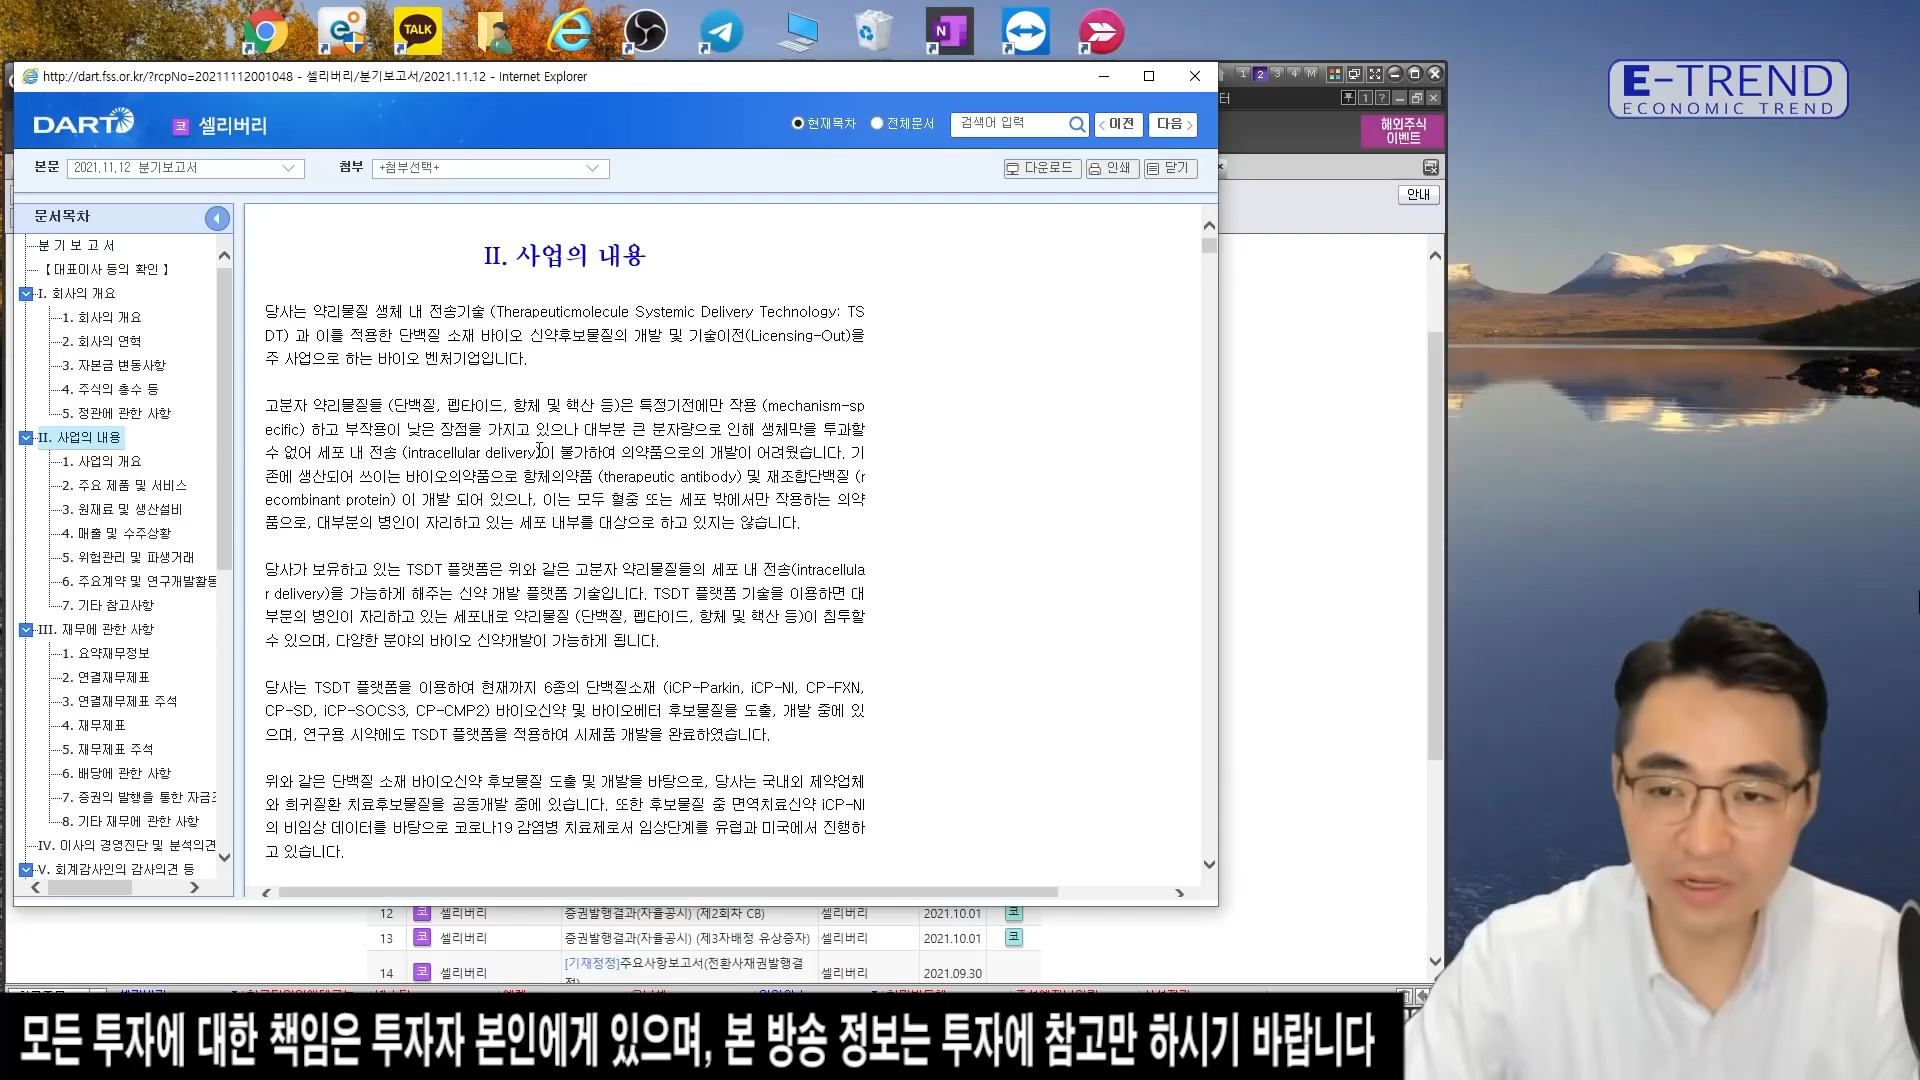 TALK
N
http://dart.fss.or.kr/?rcpNo=20211112001048 - 셀리버리/분기보고서/2021.11.12 - Internet Explorer
1 2 3 4 M
E-TREND
ECONOMIC TREND
DART
코 셀리버리
현재목차 전체문서 검색어 입력 이전 다음
터
1 ?
해외주식
이벤트
본문 2021.11.12 분기보고서 첨부 +첨부선택+ 다운로드 인쇄 닫기
안내
문서목차
분 기 보 고 서
【 대표이사 등의 확인 】
I. 회사의 개요
1. 회사의 개요
2. 회사의 연혁
3. 자본금 변동사항
4. 주식의 총수 등
5. 정관에 관한 사항
II. 사업의 내용
1. 사업의 개요
2. 주요 제품 및 서비스
3. 원재료 및 생산설비
4. 매출 및 수주상황
5. 위험관리 및 파생거래
6. 주요계약 및 연구개발활동
7. 기타 참고사항
III. 재무에 관한 사항
1. 요약재무정보
2. 연결재무제표
3. 연결재무제표 주석
4. 재무제표
5. 재무제표 주석
6. 배당에 관한 사항
7. 증권의 발행을 통한 자금조
8. 기타 재무에 관한 사항
IV. 이사의 경영진단 및 분석의견
V. 회계감사인의 감사의견 등
II. 사업의 내용
당사는 약리물질 생체 내 전송기술 (Therapeuticmolecule Systemic Delivery Technology: TS
DT) 과 이를 적용한 단백질 소재 바이오 신약후보물질의 개발 및 기술이전(Licensing-Out)을
주 사업으로 하는 바이오 벤처기업입니다.
고분자 약리물질들 (단백질, 펩타이드, 항체 및 핵산 등)은 특정기전에만 작용 (mechanism-sp
ecific) 하고 부작용이 낮은 장점을 가지고 있으나 대부분 큰 분자량으로 인해 생체막을 투과할
수 없어 세포 내 전송 (intracellular delivery)이 불가하여 의약품으로의 개발이 어려웠습니다. 기
존에 생산되어 쓰이는 바이오의약품으로 항체의약품 (therapeutic antibody) 및 재조합단백질 (r
ecombinant protein) 이 개발 되어 있으나, 이는 모두 혈중 또는 세포 밖에서만 작용하는 의약
품으로, 대부분의 병인이 자리하고 있는 세포 내부를 대상으로 하고 있지는 않습니다.
당사가 보유하고 있는 TSDT 플랫폼은 위와 같은 고분자 약리물질들의 세포 내 전송(intracellula
r delivery)을 가능하게 해주는 신약 개발 플랫폼 기술입니다. TSDT 플랫폼 기술을 이용하면 대
부분의 병인이 자리하고 있는 세포내로 약리물질 (단백질, 펩타이드, 항체 및 핵산 등)이 침투할
수 있으며, 다양한 분야의 바이오 신약개발이 가능하게 됩니다.
당사는 TSDT 플랫폼을 이용하여 현재까지 6종의 단백질소재 (iCP-Parkin, iCP-NI, CP-FXN,
CP-SD, iCP-SOCS3, CP-CMP2) 바이오신약 및 바이오베터 후보물질을 도출, 개발 중에 있
으며, 연구용 시약에도 TSDT 플랫폼을 적용하여 시제품 개발을 완료하였습니다.
위와 같은 단백질 소재 바이오신약 후보물질 도출 및 개발을 바탕으로, 당사는 국내외 제약업체
와 희귀질환 치료후보물질을 공동개발 중에 있습니다. 또한 후보물질 중 면역치료신약 iCP-NI
의 비임상 데이터를 바탕으로 코로나19 감염병 치료제로서 임상단계를 유럽과 미국에서 진행하
고 있습니다.
12 코 셀리버리 증권발행결과(자율공시) (제2회차 CB) 셀리버리 2021.10.01 코
13 코 셀리버리 증권발행결과(자율공시) (제3자배정 유상증자) 셀리버리 2021.10.01 코
14 코 셀리버리 [기재정정]주요사항보고서(전환사채권발행결
정) 셀리버리 2021.09.30
모든 투자에 대한 책임은 투자자 본인에게 있으며, 본 방송 정보는 투자에 참고만 하시기 바랍니다